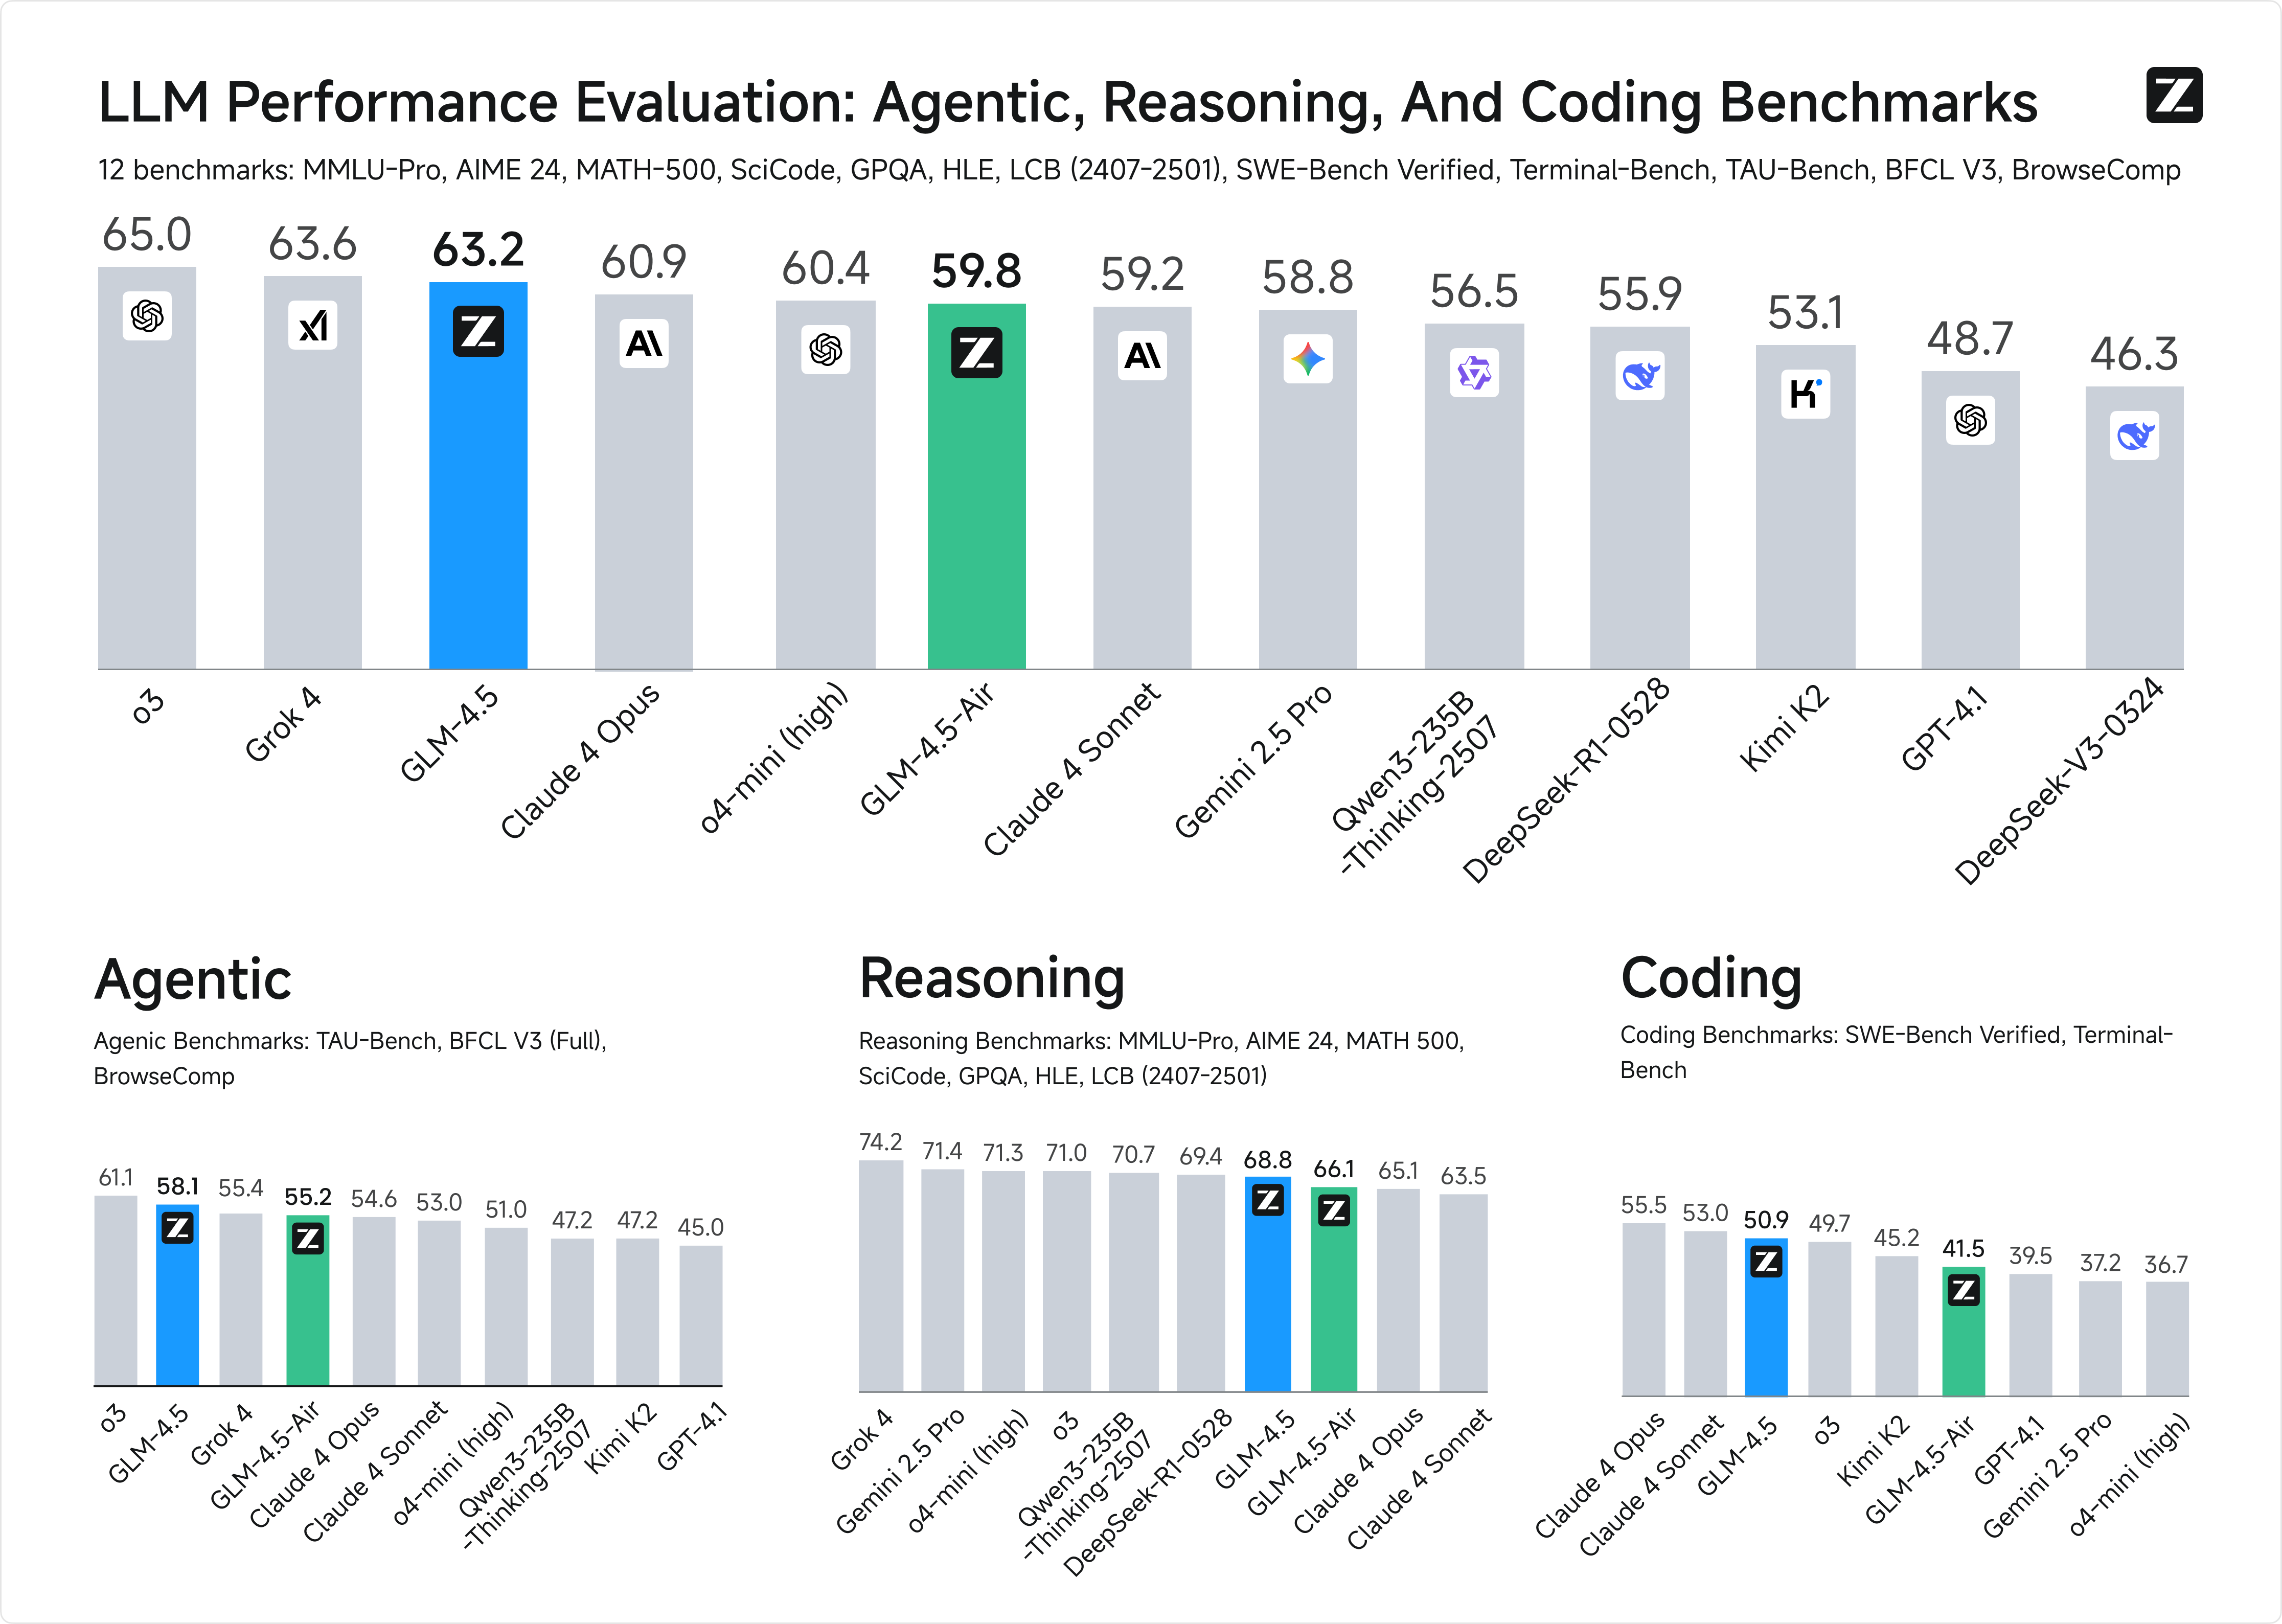 LLM Performance Evaluation: Agentic, Reasoning, And Coding Benchmarks
12 benchmarks: MMLU-Pro, AIME 24, MATH-500, SciCode, GPQA, HLE, LCB (2407-2501), SWE-Bench Verified, Terminal-Bench, TAU-Bench, BFCL V3, BrowseComp
65.0
63.6
63.2
60.9
60.4
59.8
59.2
58.8
56.5
55.9
53.1
48.7
46.3
o3
Grok 4
GLM-4.5
Claude 4 Opus
o4-mini (high)
GLM-4.5-Air
Claude 4 Sonnet
Gemini 2.5 Pro
Qwen3-235B
-Thinking-2507
DeepSeek-R1-0528
Kimi K2
GPT-4.1
DeepSeek-V3-0324
Agentic
Agenic Benchmarks: TAU-Bench, BFCL V3 (Full),
BrowseComp
61.1
58.1
55.4
55.2
54.6
53.0
51.0
47.2
47.2
45.0
o3
GLM-4.5
Grok 4
GLM-4.5-Air
Claude 4 Opus
Claude 4 Sonnet
o4-mini (high)
Qwen3-235B
-Thinking-2507
Kimi K2
GPT-4.1
Reasoning
Reasoning Benchmarks: MMLU-Pro, AIME 24, MATH 500,
SciCode, GPQA, HLE, LCB (2407-2501)
74.2
71.4
71.3
71.0
70.7
69.4
68.8
66.1
65.1
63.5
Grok 4
Gemini 2.5 Pro
o4-mini (high)
o3
Qwen3-235B
-Thinking-2507
DeepSeek-R1-0528
GLM-4.5
GLM-4.5-Air
Claude 4 Opus
Claude 4 Sonnet
Coding
Coding Benchmarks: SWE-Bench Verified, Terminal-
Bench
55.5
53.0
50.9
49.7
45.2
41.5
39.5
37.2
36.7
Claude 4 Opus
Claude 4 Sonnet
GLM-4.5
o3
Kimi K2
GLM-4.5-Air
GPT-4.1
Gemini 2.5 Pro
o4-mini (high)